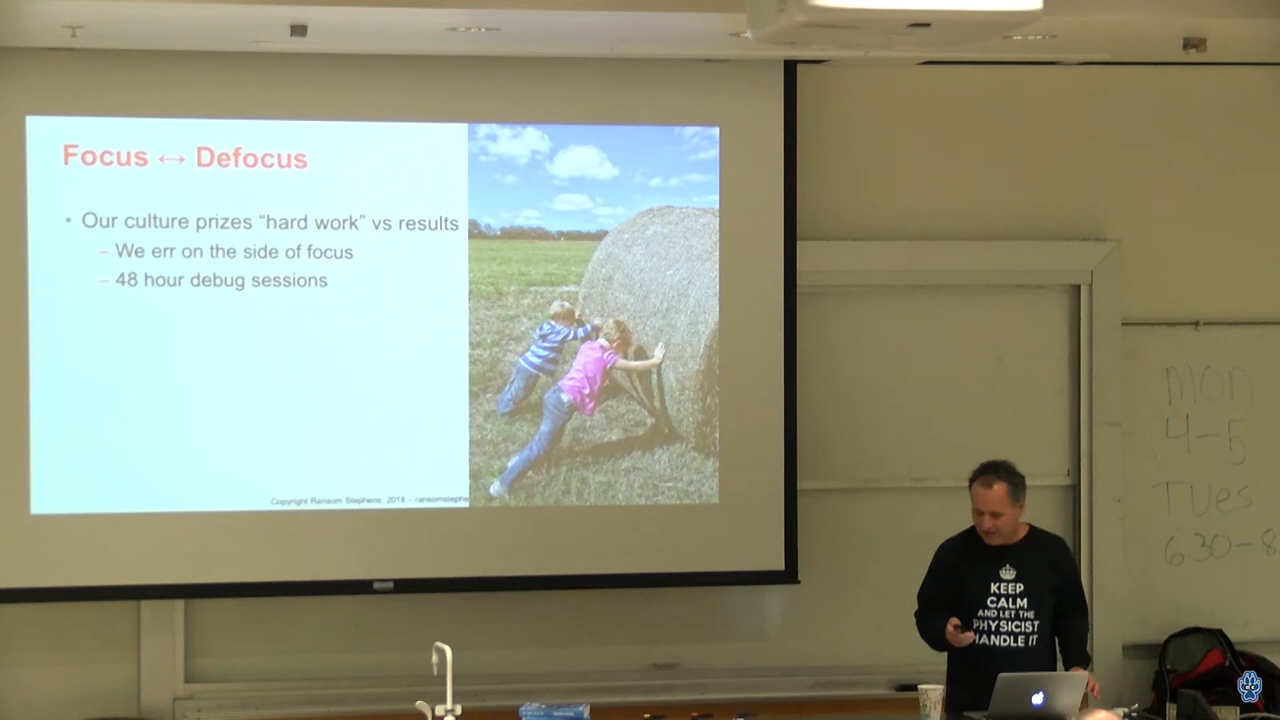 Focus ↔ Defocus
• Our culture prizes “hard work” vs results
– We err on the side of focus
– 48 hour debug sessions
Copyright Ransom Stephens, 2018 – ransomstephe
KEEP
CALM
AND LET THE
PHYSICIST
HANDLE IT
mon
4-5
TUes
6:30-8